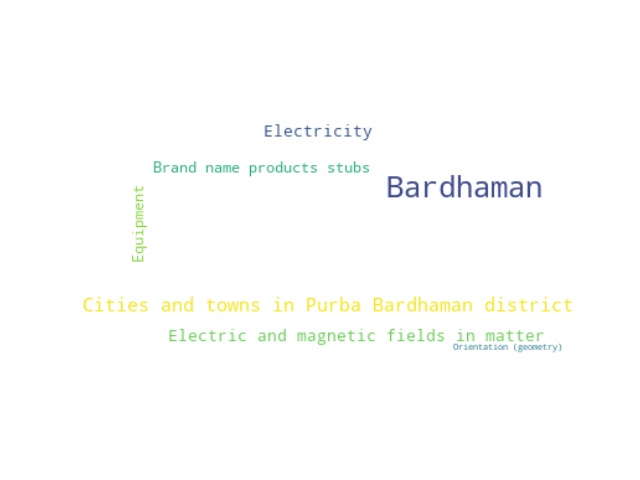 Electricity
Brand name products stubs
Bardhaman
Equipment
Cities and towns in Purba Bardhaman district
Electric and magnetic fields in matter
Orientation (geometry)